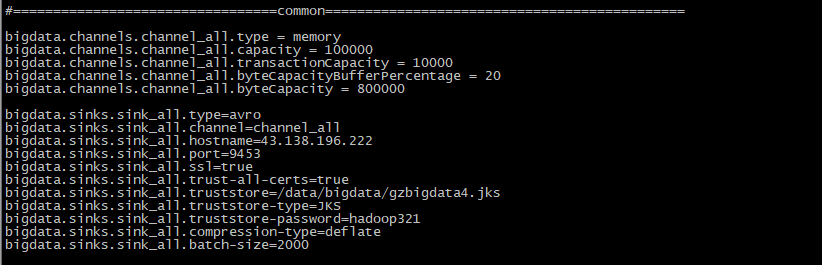 #=================================common=============================================
bigdata.channels.channel_all.type = memory
bigdata.channels.channel_all.capacity = 100000
bigdata.channels.channel_all.transactionCapacity = 10000
bigdata.channels.channel_all.byteCapacityBufferPercentage = 20
bigdata.channels.channel_all.byteCapacity = 800000
bigdata.sinks.sink_all.type=avro
bigdata.sinks.sink_all.channel=channel_all
bigdata.sinks.sink_all.hostname=43.138.196.222
bigdata.sinks.sink_all.port=9453
bigdata.sinks.sink_all.ssl=true
bigdata.sinks.sink_all.trust-all-certs=true
bigdata.sinks.sink_all.truststore=/data/bigdata/gzbigdata4.jks
bigdata.sinks.sink_all.truststore-type=JKS
bigdata.sinks.sink_all.truststore-password=hadoop321
bigdata.sinks.sink_all.compression-type=deflate
bigdata.sinks.sink_all.batch-size=2000